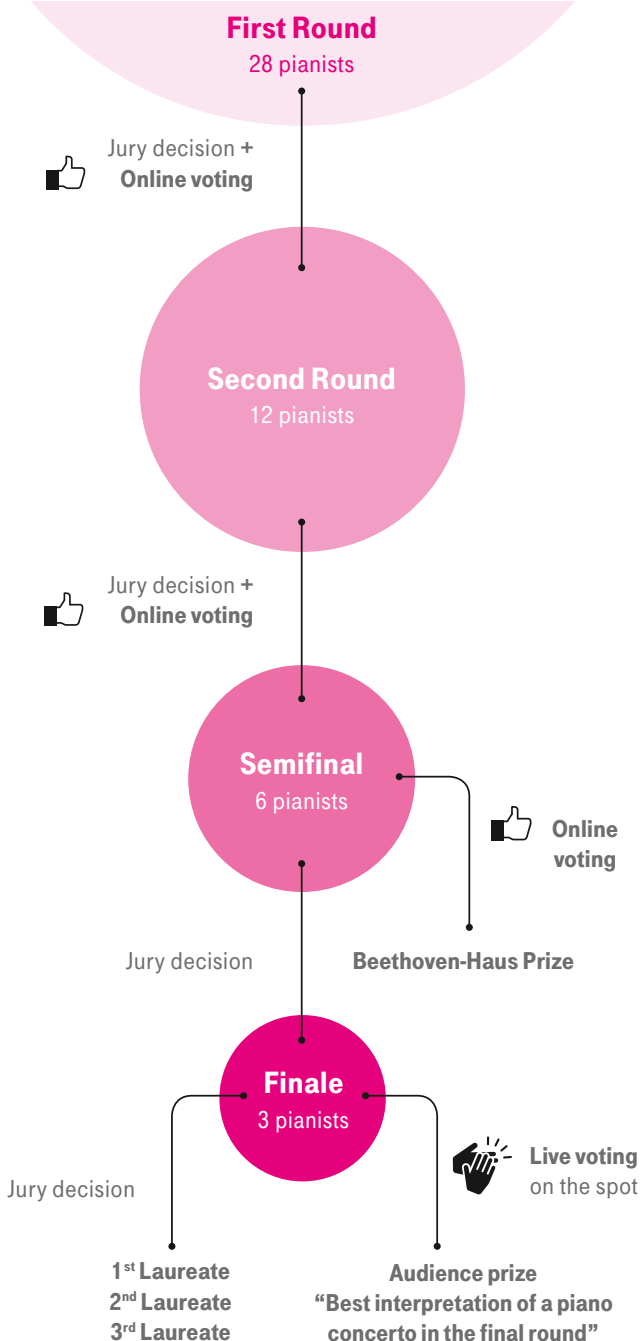 First Round
28 pianists
Jury decision +
Online voting
Second Round
12 pianists
Jury decision +
Online voting
Semifinal
6 pianists
Online
voting
Jury decision
Beethoven-Haus Prize
Finale
3 pianists
Live voting
on the spot
Jury decision
1st Laureate
2nd Laureate
3rd Laureate
Audience prize
“Best interpretation of a piano
concerto in the final round”